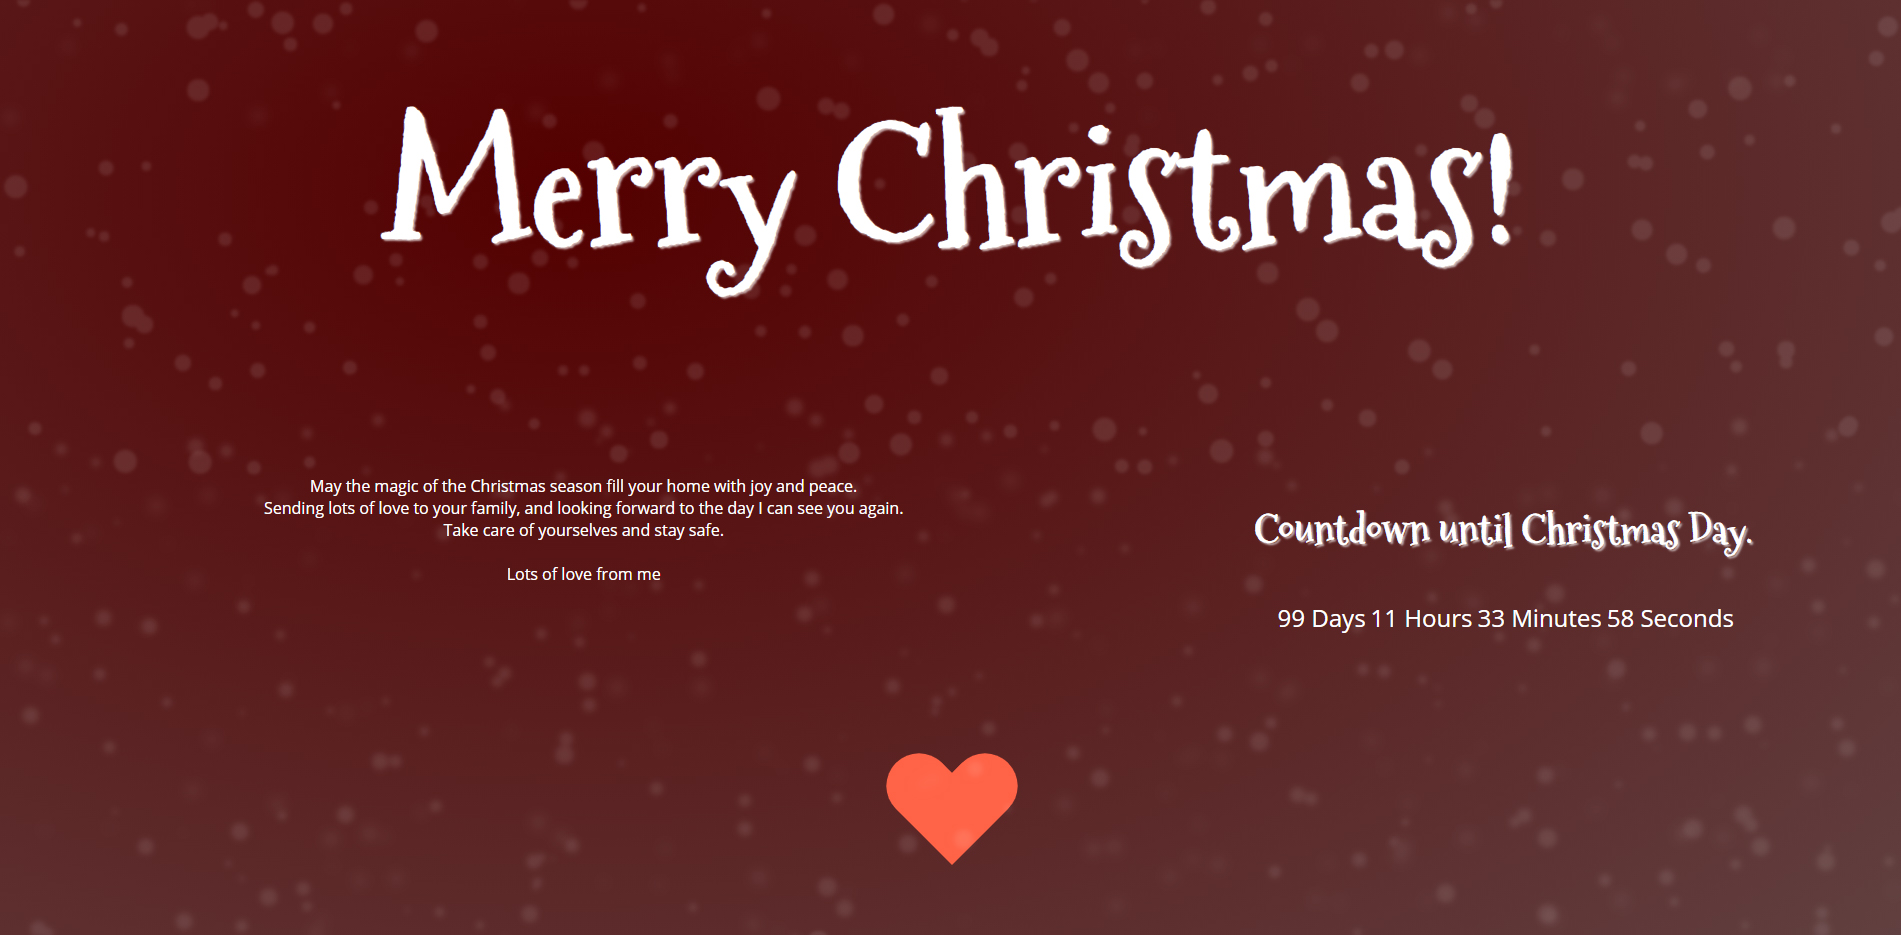 Merry Christmas!
May the magic of the Christmas season fill your home with joy and peace.
Sending lots of love to your family, and looking forward to the day I can see you again.
Take care of yourselves and stay safe.
Lots of love from me
Countdown until Christmas Day.
99 Days 11 Hours 33 Minutes 58 Seconds